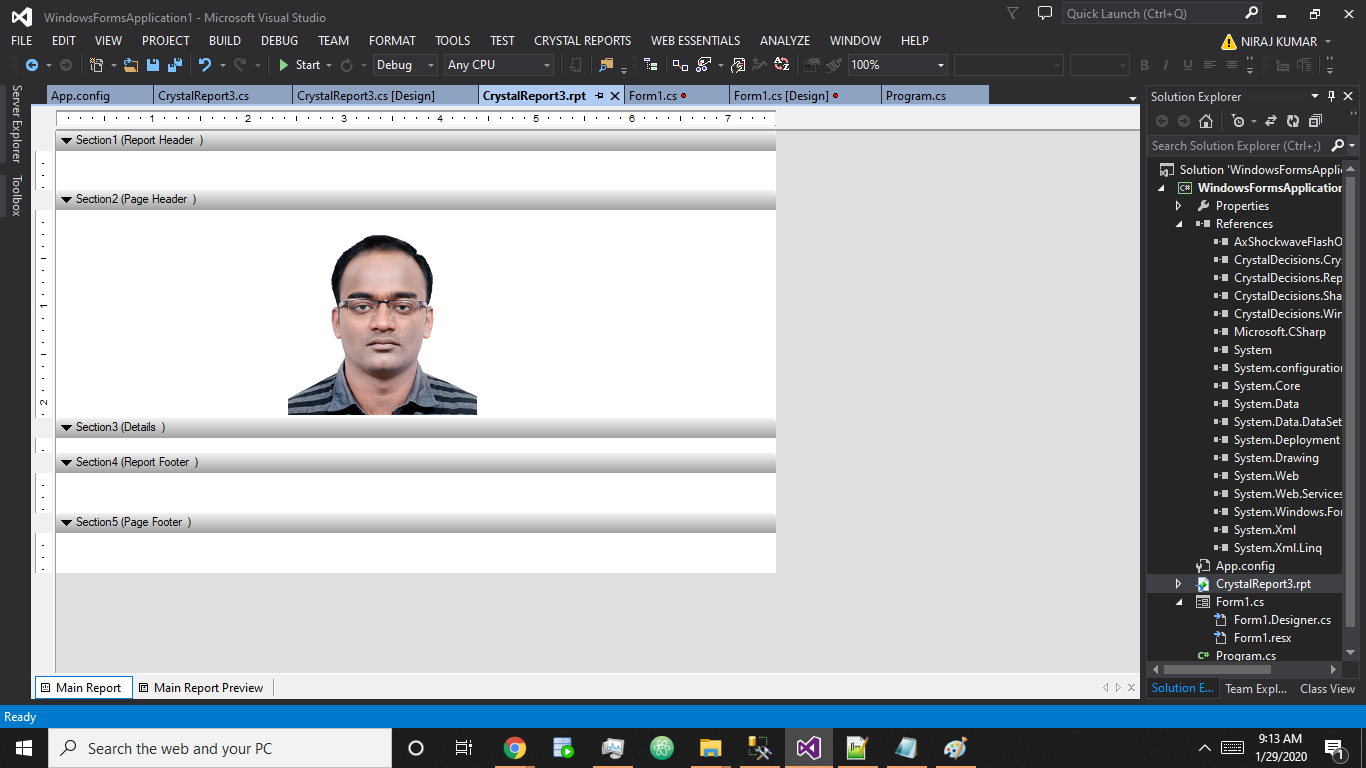 WindowsFormsApplication1 - Microsoft Visual Studio
Quick Launch (Ctrl+Q)
FILE EDIT VIEW PROJECT BUILD DEBUG TEAM FORMAT TOOLS TEST CRYSTAL REPORTS WEB ESSENTIALS ANALYZE WINDOW HELP
NIRAJ KUMAR
Start Debug Any CPU 100% B I U
App.config CrystalReport3.cs CrystalReport3.cs [Design] CrystalReport3.rpt Form1.cs Form1.cs [Design] Program.cs
Server Explorer
Toolbox
1 2 3 4 5 6 7
Section1 (Report Header )
Section2 (Page Header )
1
2
Section3 (Details )
Section4 (Report Footer )
Section5 (Page Footer )
Main Report Main Report Preview
Solution Explorer
Search Solution Explorer (Ctrl+;)
Solution 'WindowsFormsApplic
C# WindowsFormsApplication
Properties
References
AxShockwaveFlashO
CrystalDecisions.Cry
CrystalDecisions.Rep
CrystalDecisions.Sha
CrystalDecisions.Win
Microsoft.CSharp
System
System.configuration
System.Core
System.Data
System.Data.DataSet
System.Deployment
System.Drawing
System.Web
System.Web.Services
System.Windows.For
System.Xml
System.Xml.Linq
App.config
CrystalReport3.rpt
Form1.cs
Form1.Designer.cs
Form1.resx
C# Program.cs
Solution E... Team Expl... Class View
Ready
Search the web and your PC
9:13 AM
1/29/2020
1